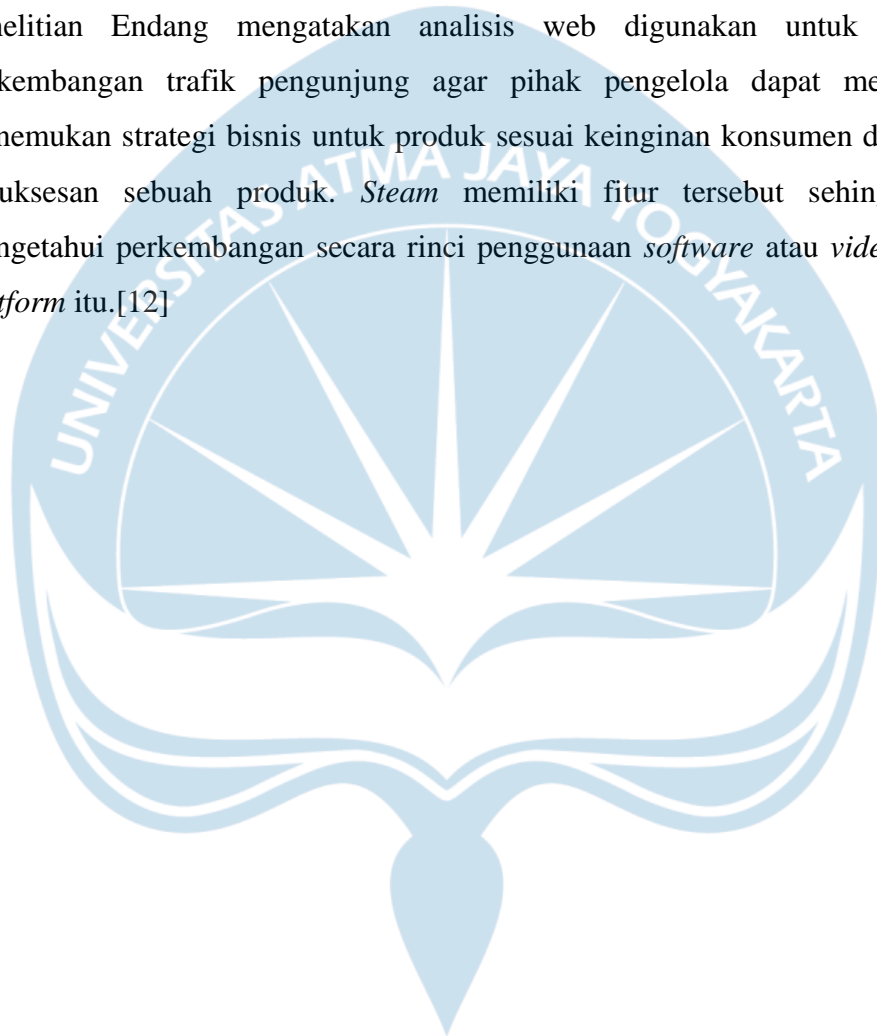 nelitian Endang mengatakan analisis web digunakan untuk
kembangan trafik pengunjung agar pihak pengelola dapat me
nemukan strategi bisnis untuk produk sesuai keinginan konsumen d
uksesan sebuah produk. Steam memiliki fitur tersebut sehin
ngetahui perkembangan secara rinci penggunaan software atau vide
tform itu.[12]
UNIVERSITAS ATMA JAYA YOGYAKARTA